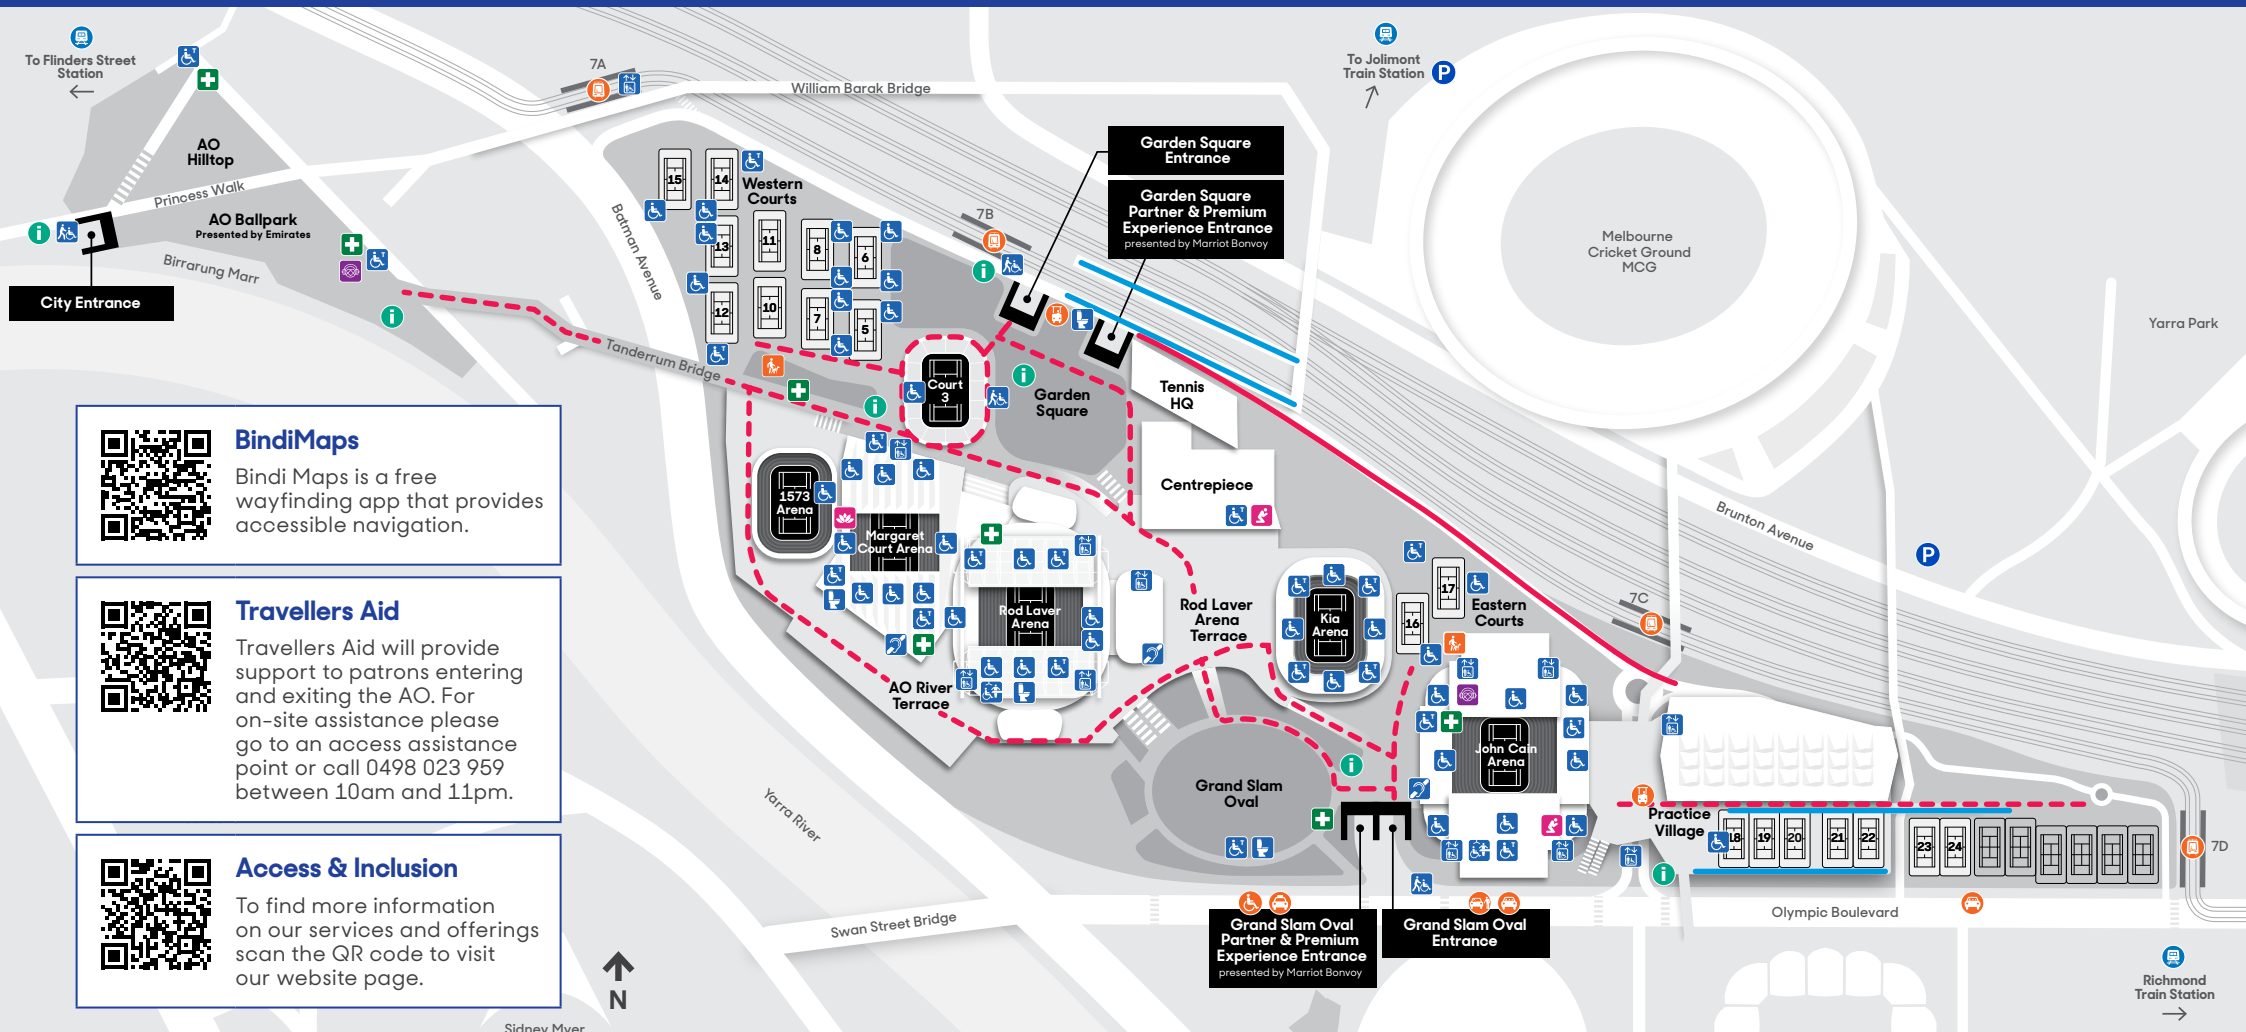 To Flinders Street
Station
7A
William Barak Bridge
To Jolimont
Train Station
P
AO
Hilltop
Princess Walk
AO Ballpark
Presented by Emirates
Birrarung Marr
City Entrance
Batman Avenue
Tanderrum Bridge
15
14
Western
Courts
13
11
8
6
12
10
7
5
7B
Garden Square
Entrance
Garden Square
Partner & Premium
Experience Entrance
presented by Marriot Bonvoy
Melbourne
Cricket Ground
MCG
Yarra Park
Court
3
Garden
Square
Tennis
HQ
Centrepiece
Brunton Avenue
P
1573
Arena
Margaret
Court Arena
Rod Laver
Arena
Rod Laver
Arena
Terrace
Kia
Arena
17
16
Eastern
Courts
7C
AO River
Terrace
John Cain
Arena
Grand Slam
Oval
Practice
Village
18
19
20
21
22
23
24
7D
Yarra River
Swan Street Bridge
Olympic Boulevard
Grand Slam Oval
Partner & Premium
Experience Entrance
presented by Marriot Bonvoy
Grand Slam Oval
Entrance
Richmond
Train Station
BindiMaps
Bindi Maps is a free
wayfinding app that provides
accessible navigation.
Travellers Aid
Travellers Aid will provide
support to patrons entering
and exiting the AO. For
on-site assistance please
go to an access assistance
point or call 0498 023 959
between 10am and 11pm.
Access & Inclusion
To find more information
on our services and offerings
scan the QR code to visit
our website page.
N
Sidney Myer